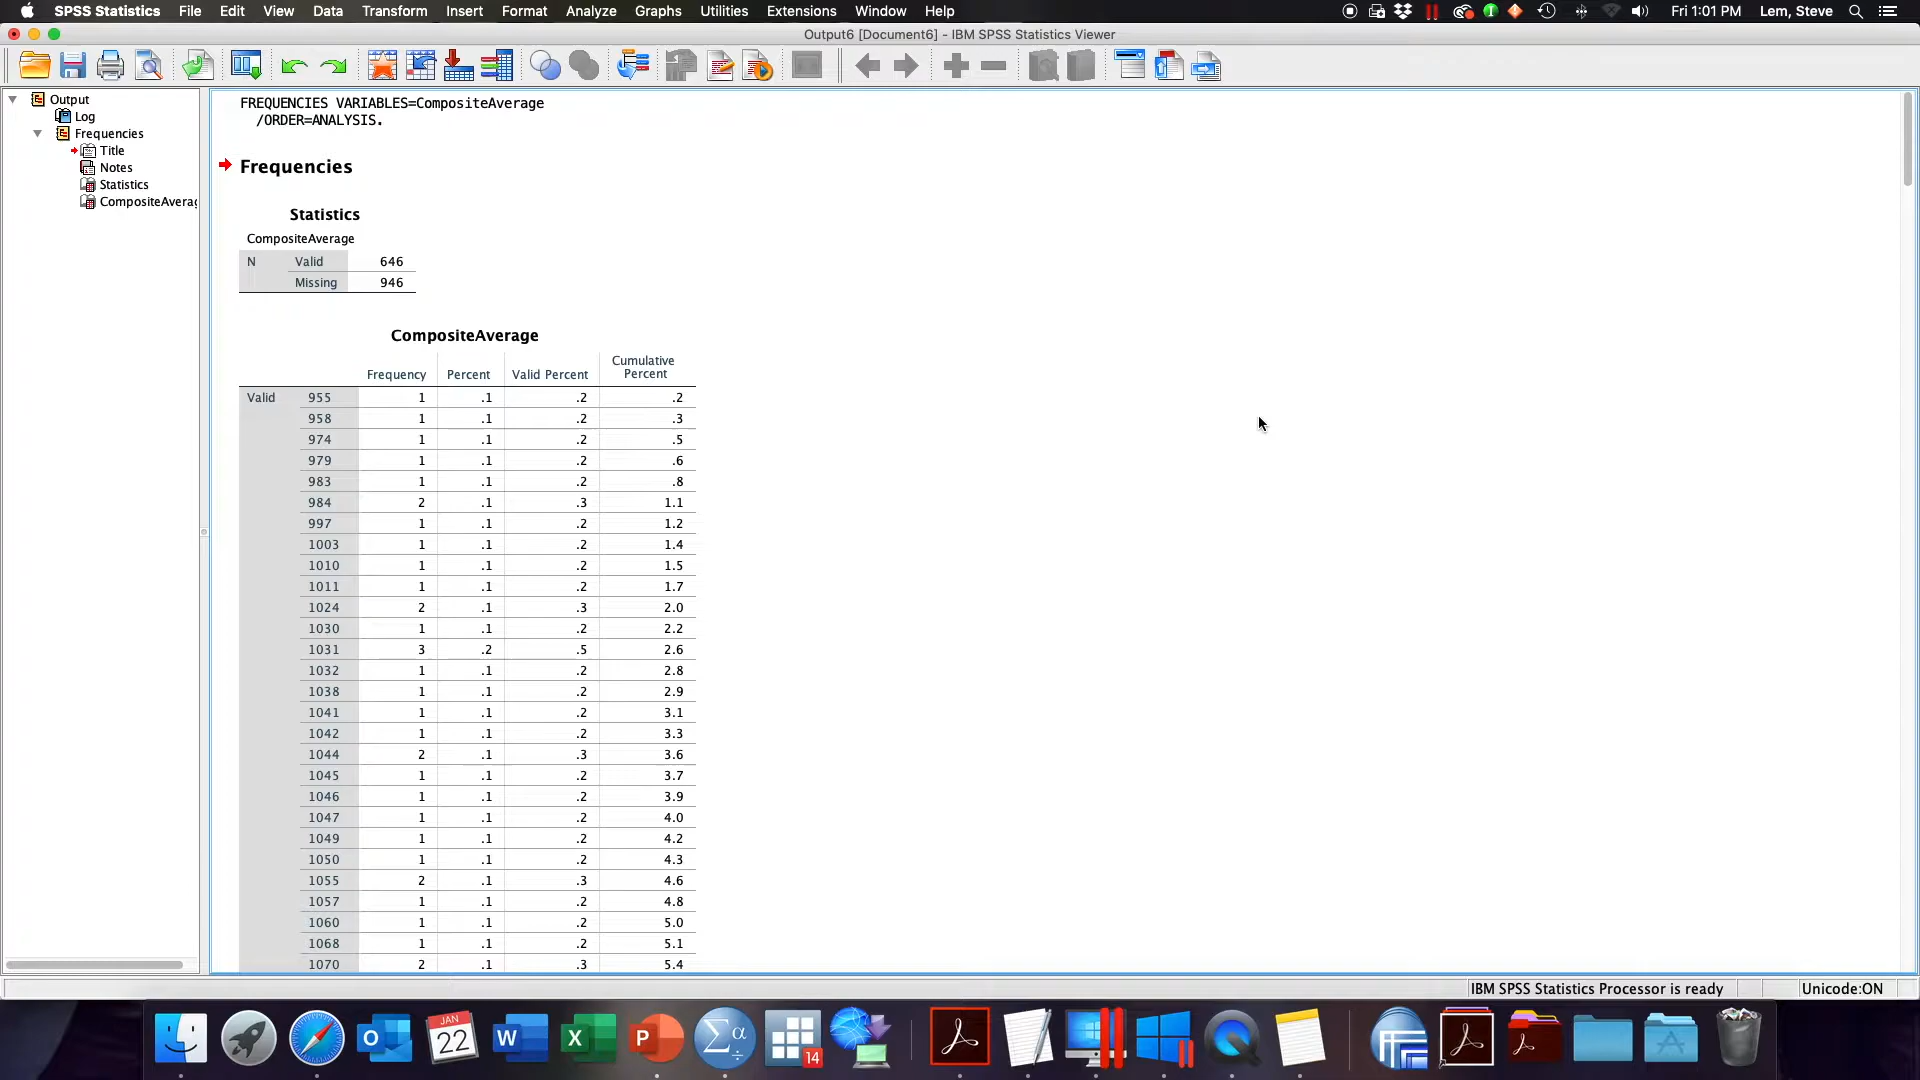 SPSS Statistics File Edit View Data Transform Insert Format Analyze Graphs Utilities Extensions Window Help Fri 1:01 PM Lem, Steve
Output6 [Document6] - IBM SPSS Statistics Viewer
Output
Log
Frequencies
Title
Notes
Statistics
CompositeAverag
FREQUENCIES VARIABLES=CompositeAverage
/ORDER=ANALYSIS.
Frequencies
Statistics
CompositeAverage
N Valid 646
Missing 946
CompositeAverage
Frequency Percent Valid Percent Cumulative Percent
Valid 955 1 .1 .2 .2
958 1 .1 .2 .3
974 1 .1 .2 .5
979 1 .1 .2 .6
983 1 .1 .2 .8
984 2 .1 .3 1.1
997 1 .1 .2 1.2
1003 1 .1 .2 1.4
1010 1 .1 .2 1.5
1011 1 .1 .2 1.7
1024 2 .1 .3 2.0
1030 1 .1 .2 2.2
1031 3 .2 .5 2.6
1032 1 .1 .2 2.8
1038 1 .1 .2 2.9
1041 1 .1 .2 3.1
1042 1 .1 .2 3.3
1044 2 .1 .3 3.6
1045 1 .1 .2 3.7
1046 1 .1 .2 3.9
1047 1 .1 .2 4.0
1049 1 .1 .2 4.2
1050 1 .1 .2 4.3
1055 2 .1 .3 4.6
1057 1 .1 .2 4.8
1060 1 .1 .2 5.0
1068 1 .1 .2 5.1
1070 2 .1 .3 5.4
IBM SPSS Statistics Processor is ready Unicode:ON
JAN
22
O
W
X
P
Σα
14